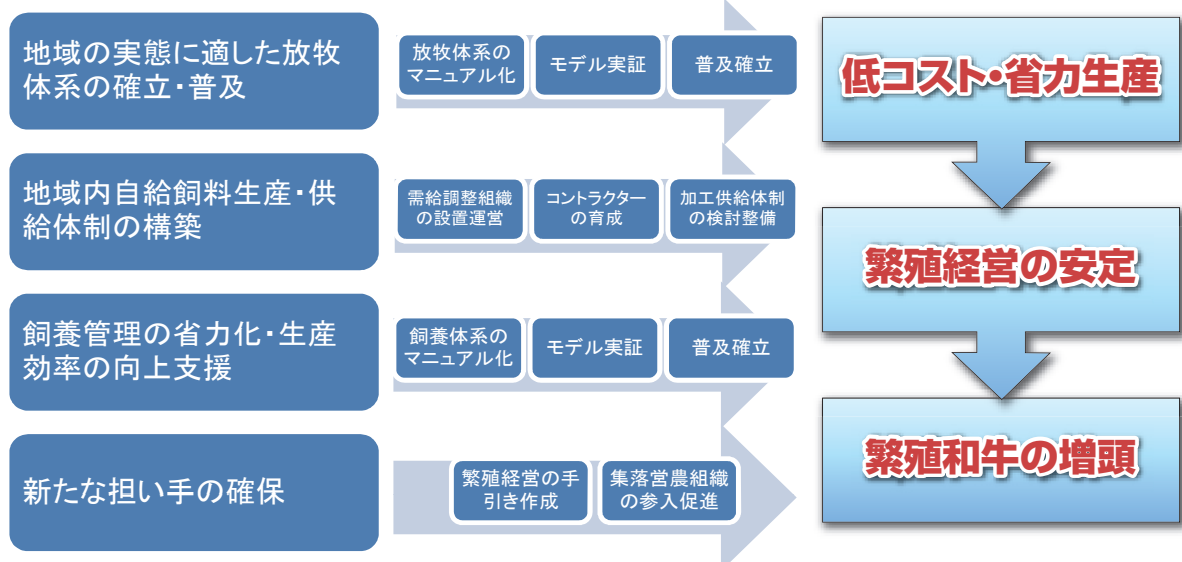 地域の実態に適した放牧
体系の確立・普及
放牧体系の
マニュアル化
モデル実証
普及確立
地域内自給飼料生産・供
給体制の構築
需給調整組織
の設置運営
コントラクター
の育成
加工供給体制
の検討整備
飼養管理の省力化・生産
効率の向上支援
飼養体系の
マニュアル化
モデル実証
普及確立
新たな担い手の確保
繁殖経営の手
引き作成
集落営農組織
の参入促進
低コスト・省力生産
繁殖経営の安定
繁殖和牛の増頭